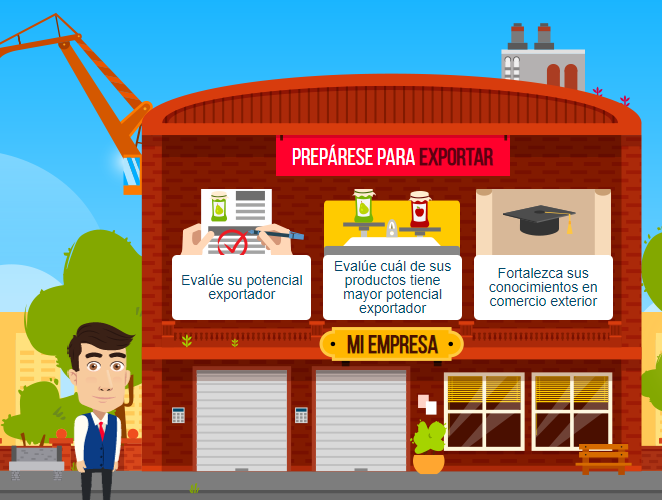 PREPÁRESE PARA EXPORTAR
Evalúe su potencial
exportador
Evalúe cuál de sus
productos tiene
mayor potencial
exportador
Fortalezca sus
conocimientos en
comercio exterior
MI EMPRESA